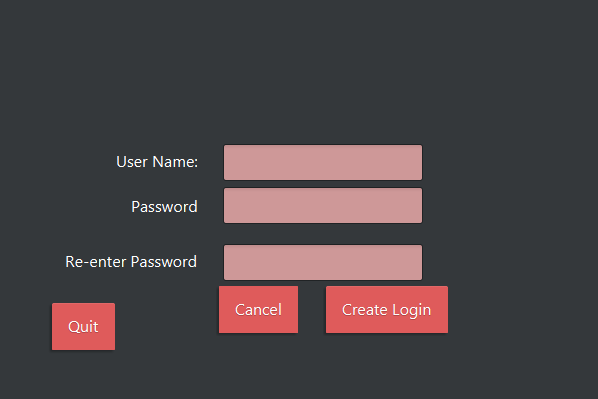 User Name:
Password
Re-enter Password
Cancel
Create Login
Quit